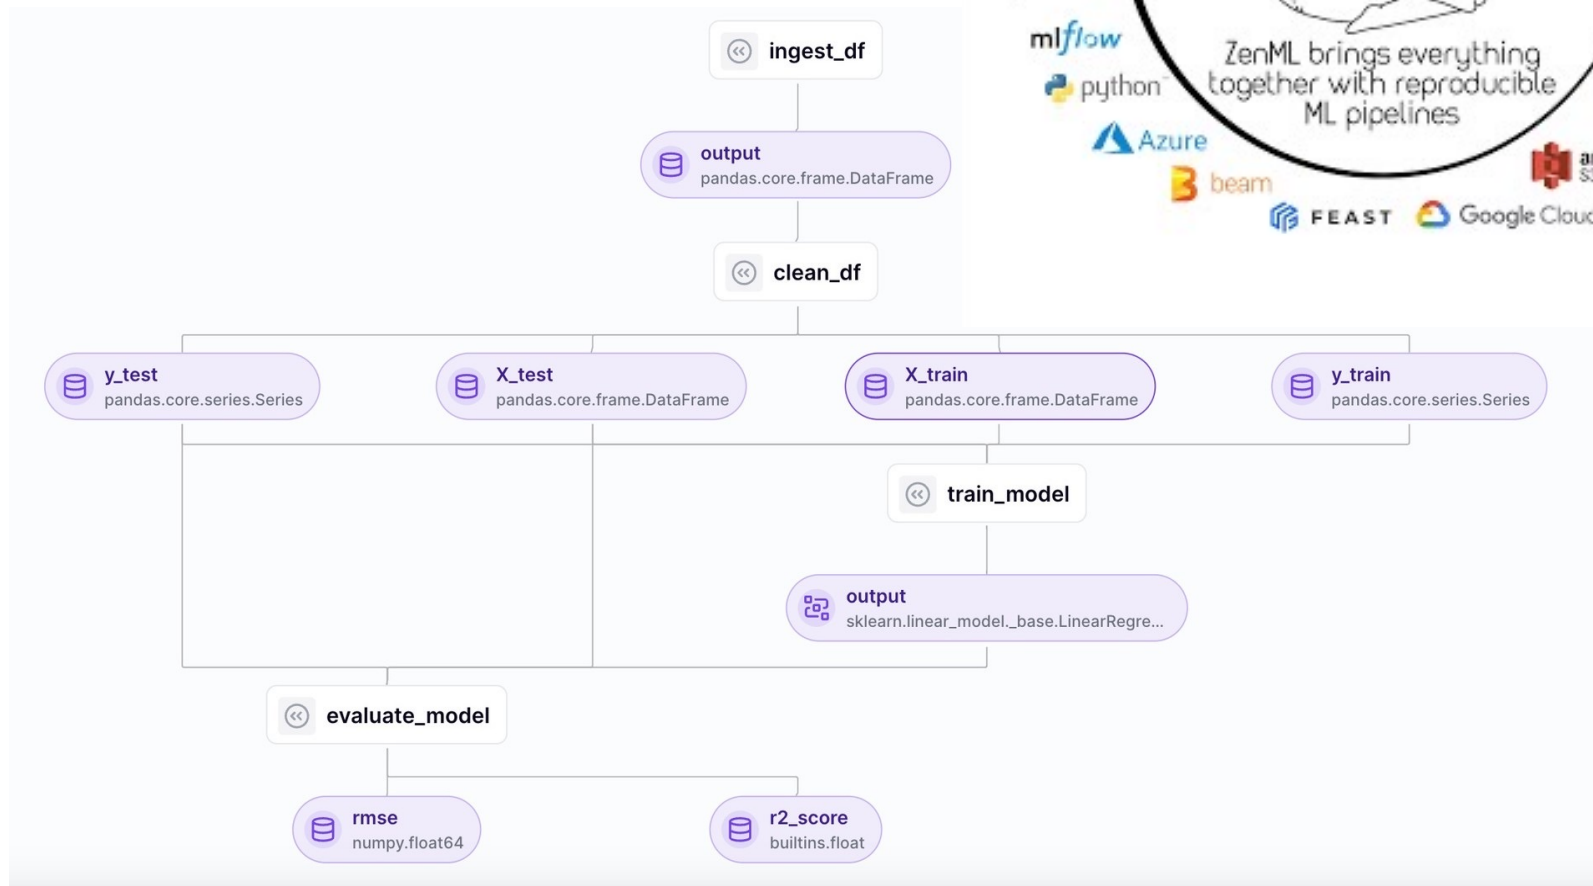 ingest_df
output
pandas.core.frame.DataFrame
clean_df
y_test
pandas.core.series.Series
X_test
pandas.core.frame.DataFrame
X_train
pandas.core.frame.DataFrame
y_train
pandas.core.series.Series
train_model
output
sklearn.linear_model._base.LinearRegre...
evaluate_model
rmse
numpy.float64
r2_score
builtins.float
mlflow
python
Azure
beam
FEAST
Google Clou
ZenML brings everything
together with reproducible
ML pipelines